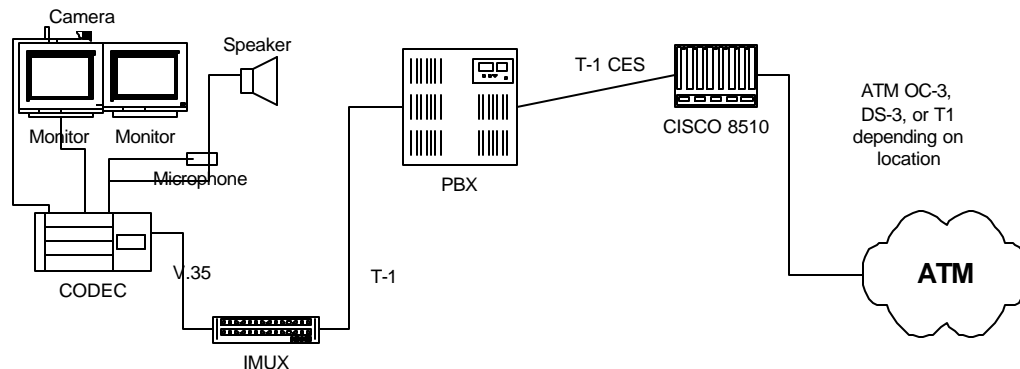 Camera
Speaker
Monitor
Monitor
Microphone
CODEC
V.35
IMUX
T-1
PBX
T-1 CES
CISCO 8510
ATM OC-3,
DS-3, or T1
depending on
location
ATM